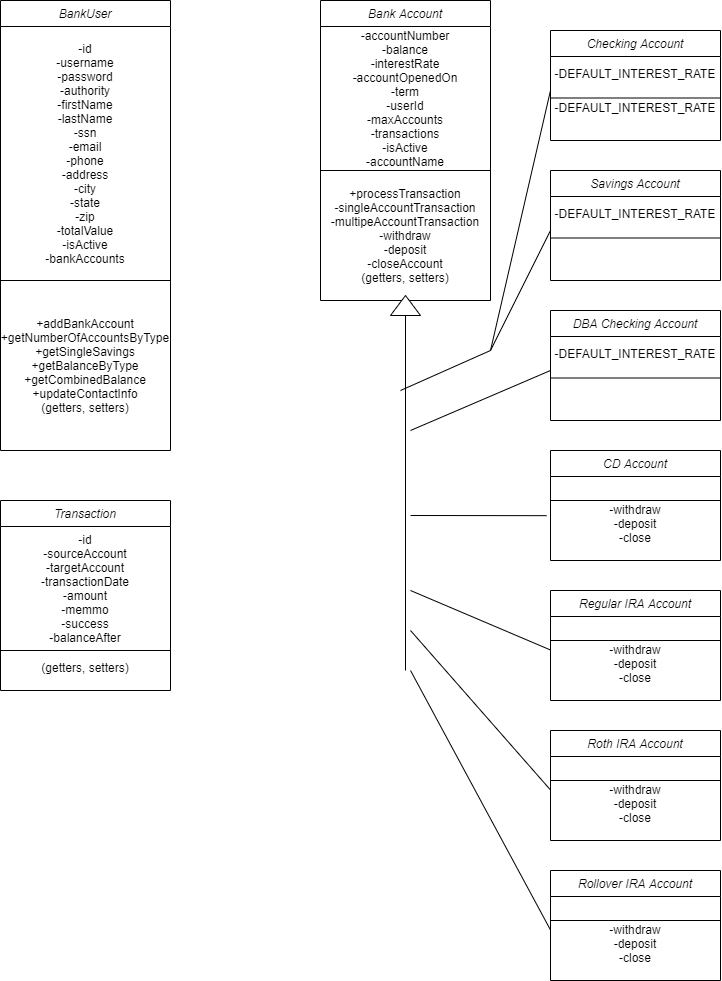 BankUser
-id
-username
-password
-authority
-firstName
-lastName
-ssn
-email
-phone
-address
-city
-state
-zip
-totalValue
-isActive
-bankAccounts
+addBankAccount
+getNumberOfAccountsByType
+getSingleSavings
+getBalanceByType
+getCombinedBalance
+updateContactInfo
(getters, setters)
Transaction
-id
-sourceAccount
-targetAccount
-transactionDate
-amount
-memmo
-success
-balanceAfter
(getters, setters)
Bank Account
-accountNumber
-balance
-interestRate
-accountOpenedOn
-term
-userId
-maxAccounts
-transactions
-isActive
-accountName
+processTransaction
-singleAccountTransaction
-multipeAccountTransaction
-withdraw
-deposit
-closeAccount
(getters, setters)
Checking Account
-DEFAULT_INTEREST_RATE
-DEFAULT_INTEREST_RATE
Savings Account
-DEFAULT_INTEREST_RATE
DBA Checking Account
-DEFAULT_INTEREST_RATE
CD Account
-withdraw
-deposit
-close
Regular IRA Account
-withdraw
-deposit
-close
Roth IRA Account
-withdraw
-deposit
-close
Rollover IRA Account
-withdraw
-deposit
-close